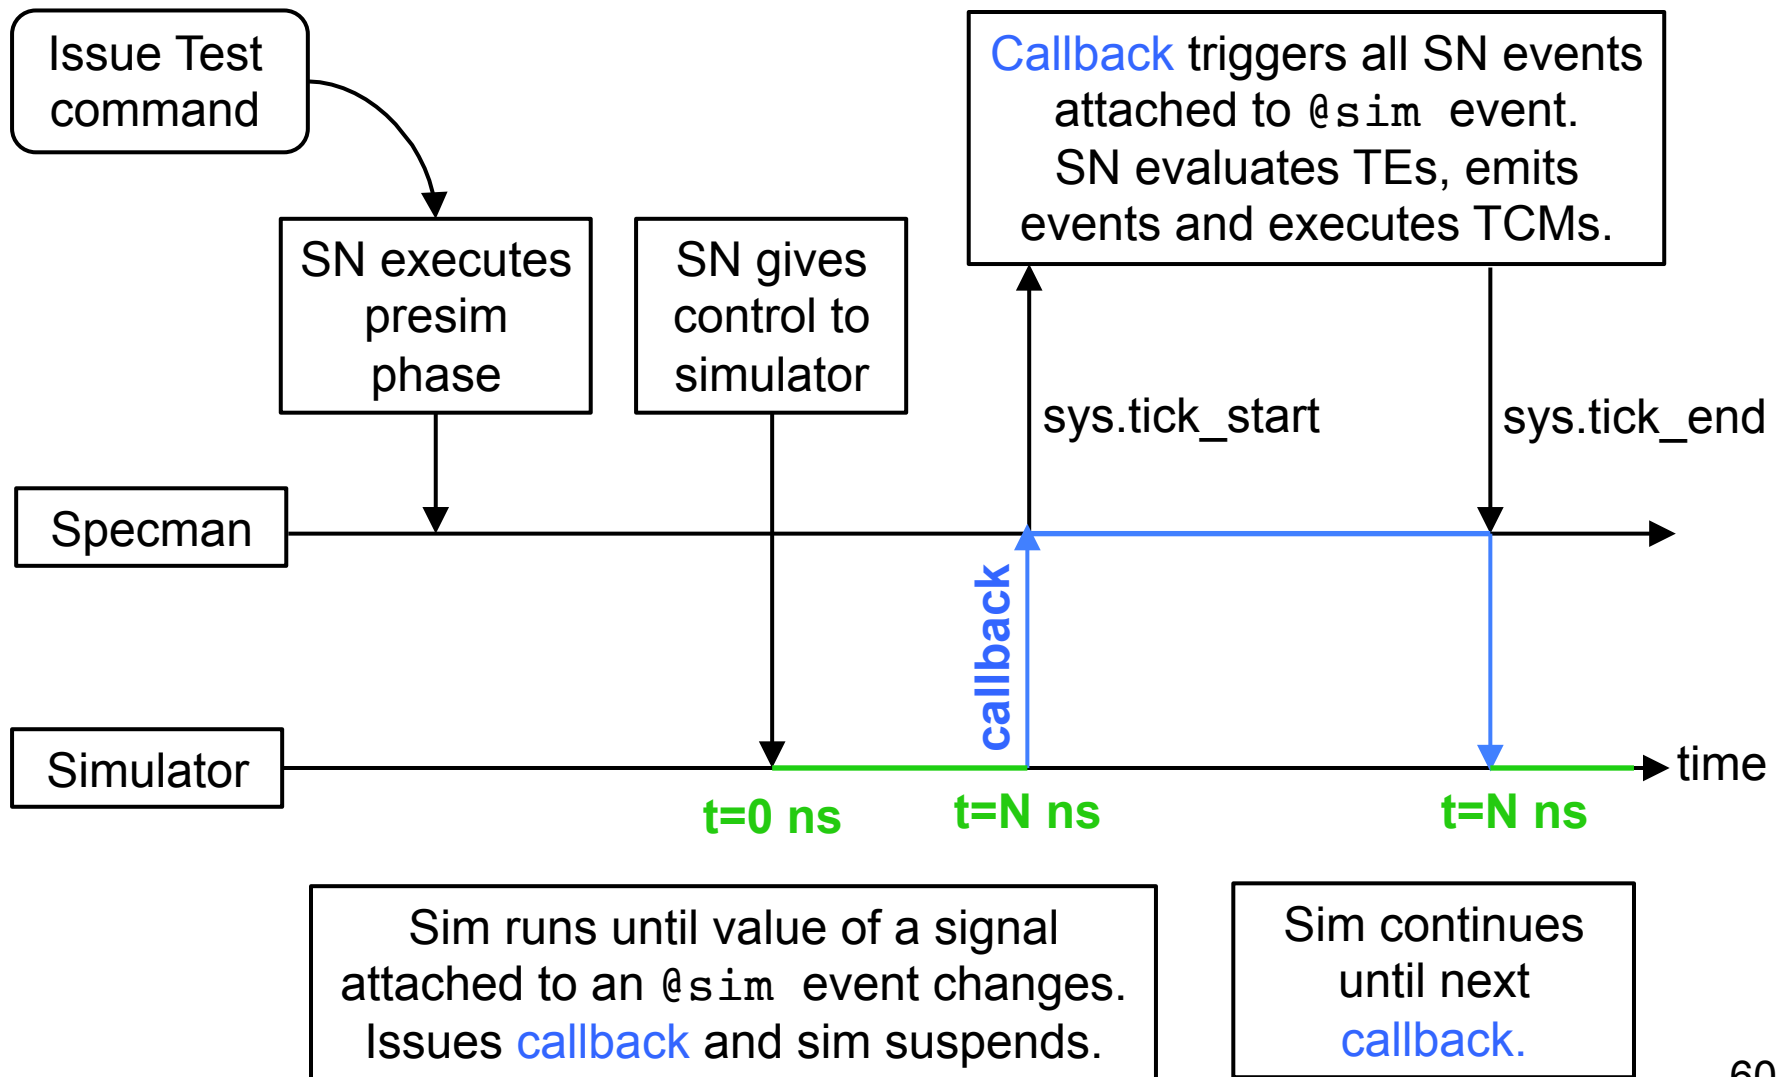 Issue Test
command
Callback triggers all SN events
attached to @sim event.
SN evaluates TEs, emits
events and executes TCMs.
SN executes
presim
phase
SN gives
control to
simulator
sys.tick_start
sys.tick_end
Specman
callback
Simulator
time
t=0 ns
t=N ns
t=N ns
Sim runs until value of a signal
attached to an @sim event changes.
Issues callback and sim suspends.
Sim continues
until next
callback.
60